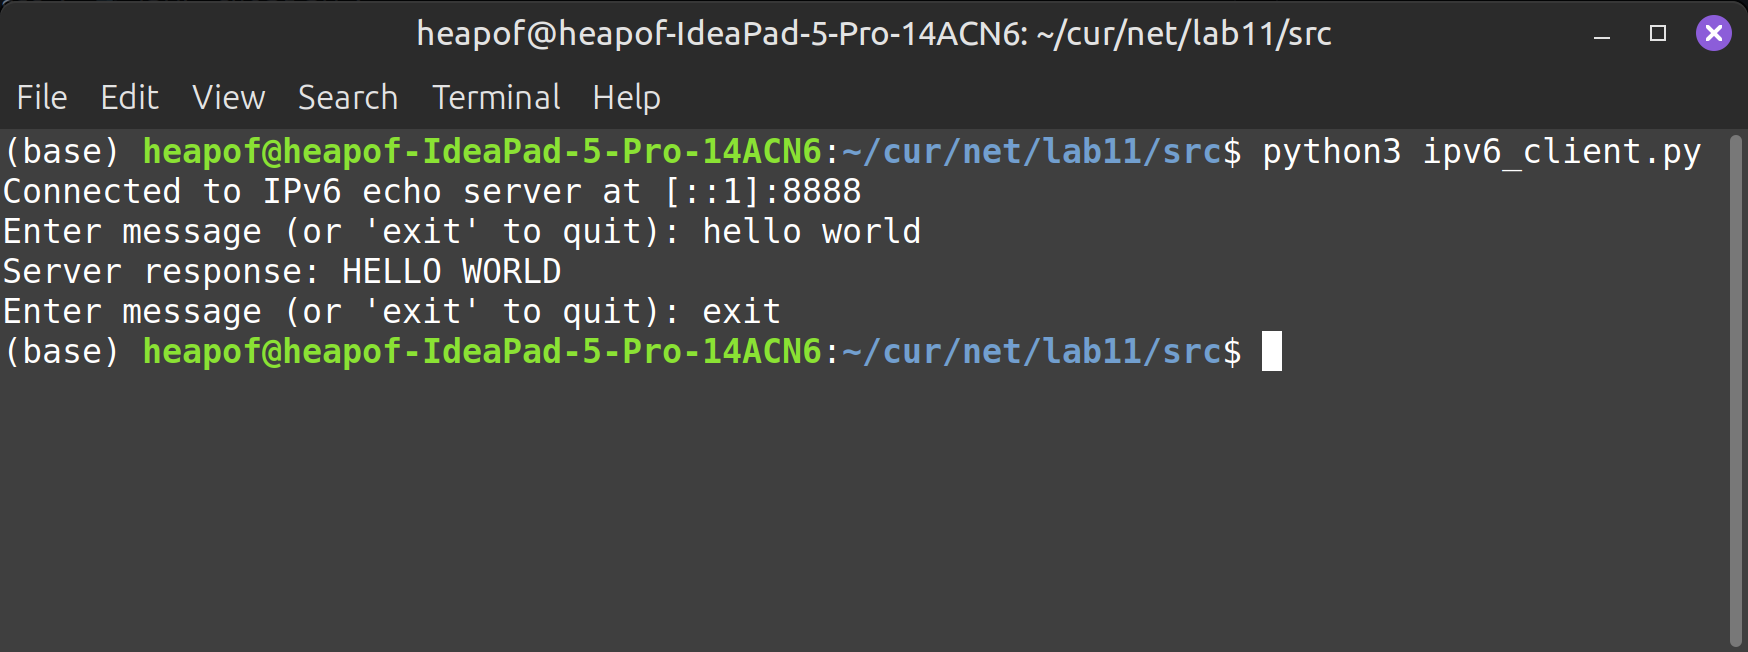 heapof@heapof-IdeaPad-5-Pro-14ACN6: ~/cur/net/lab11/src
File Edit View Search Terminal Help
(base) heapof@heapof-IdeaPad-5-Pro-14ACN6:~/cur/net/lab11/src$ python3 ipv6_client.py
Connected to IPv6 echo server at [::1]:8888
Enter message (or 'exit' to quit): hello world
Server response: HELLO WORLD
Enter message (or 'exit' to quit): exit
(base) heapof@heapof-IdeaPad-5-Pro-14ACN6:~/cur/net/lab11/src$